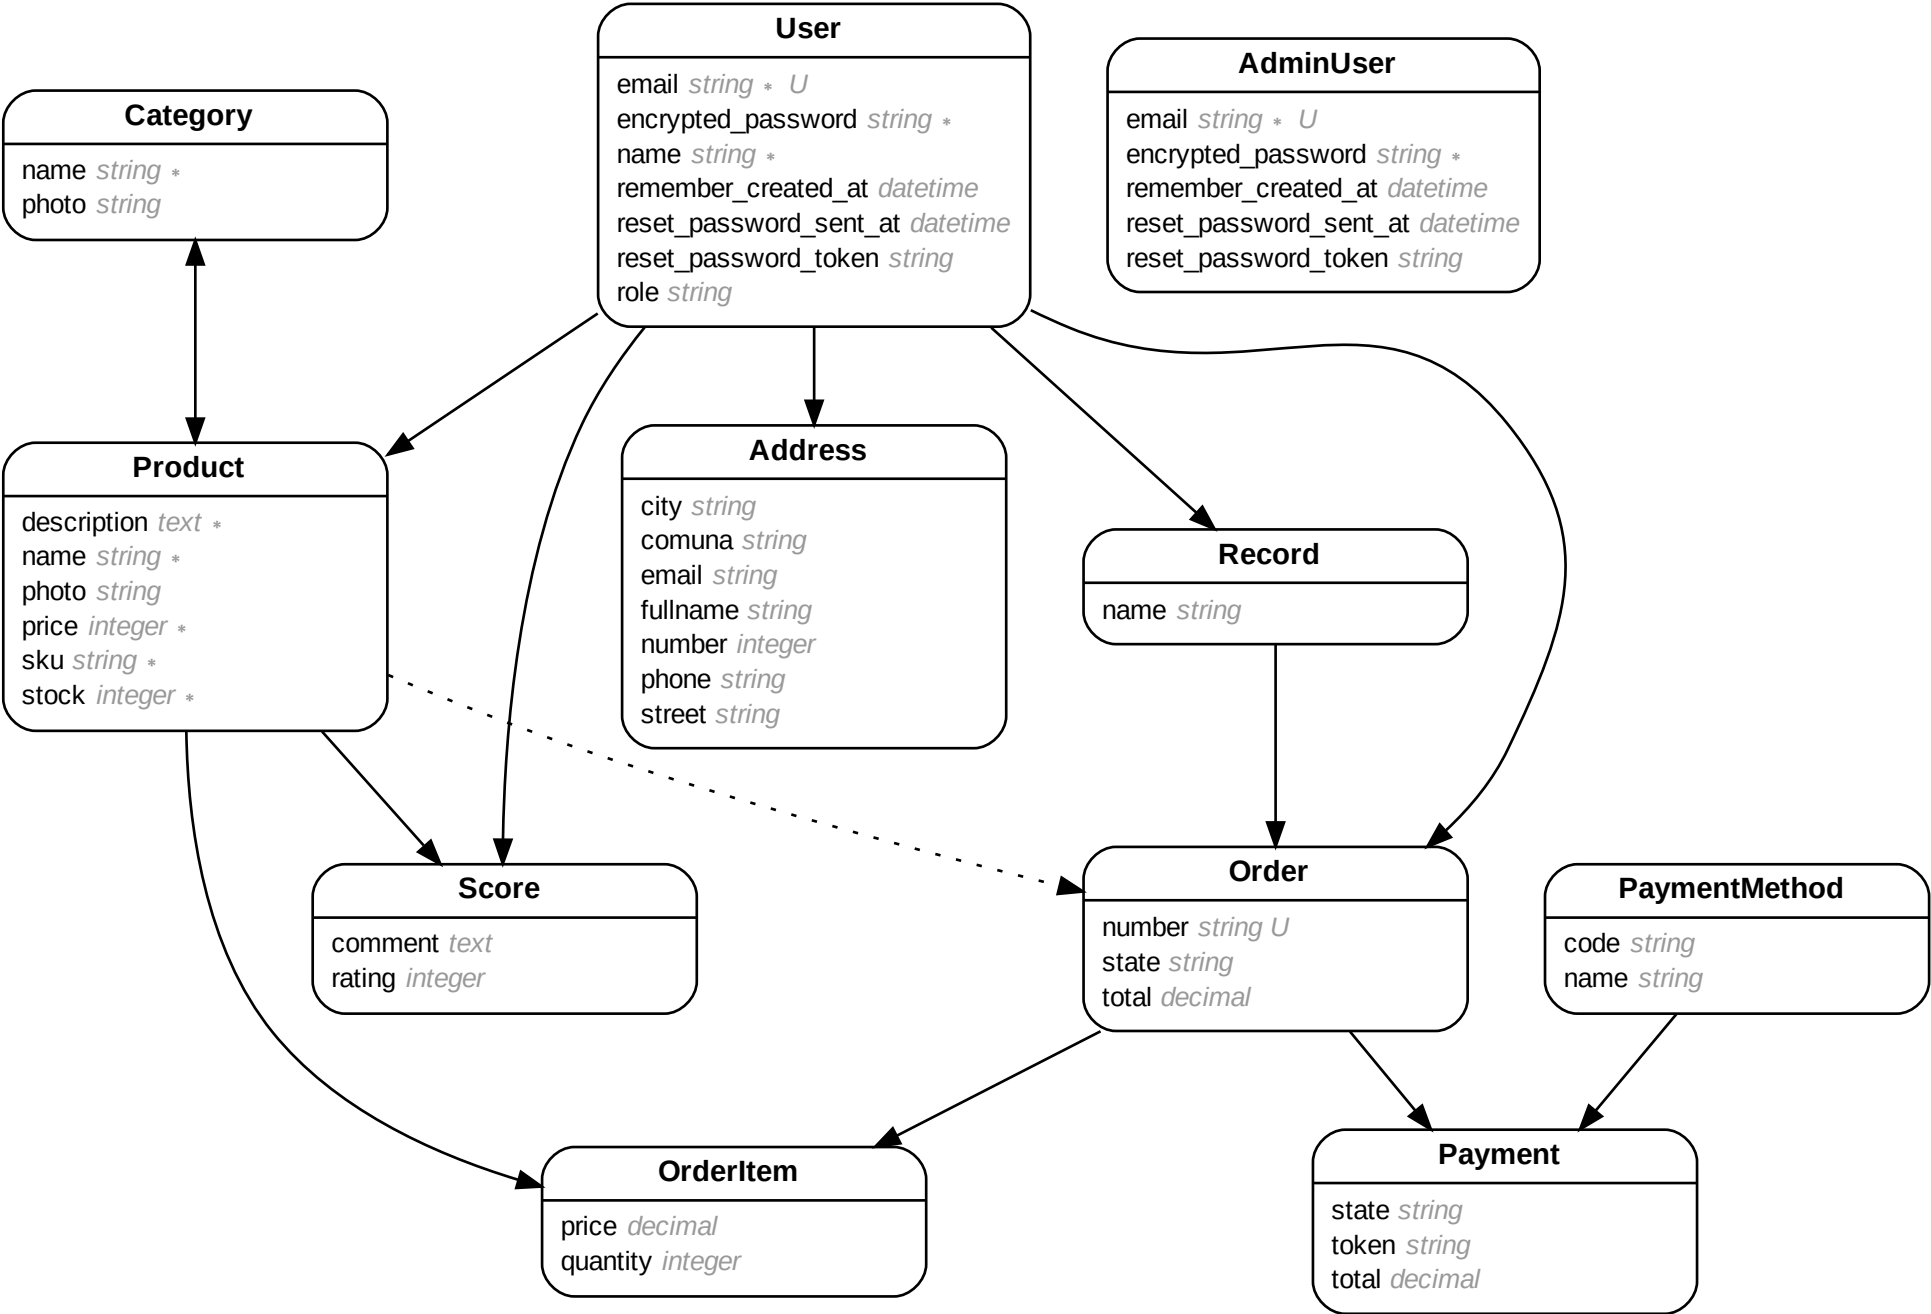 User
email string * U
encrypted_password string *
name string *
remember_created_at datetime
reset_password_sent_at datetime
reset_password_token string
role string
AdminUser
email string * U
encrypted_password string *
remember_created_at datetime
reset_password_sent_at datetime
reset_password_token string
Category
name string *
photo string
Product
description text *
name string *
photo string
price integer *
sku string *
stock integer *
Address
city string
comuna string
email string
fullname string
number integer
phone string
street string
Record
name string
Score
comment text
rating integer
Order
number string U
state string
total decimal
PaymentMethod
code string
name string
OrderItem
price decimal
quantity integer
Payment
state string
token string
total decimal